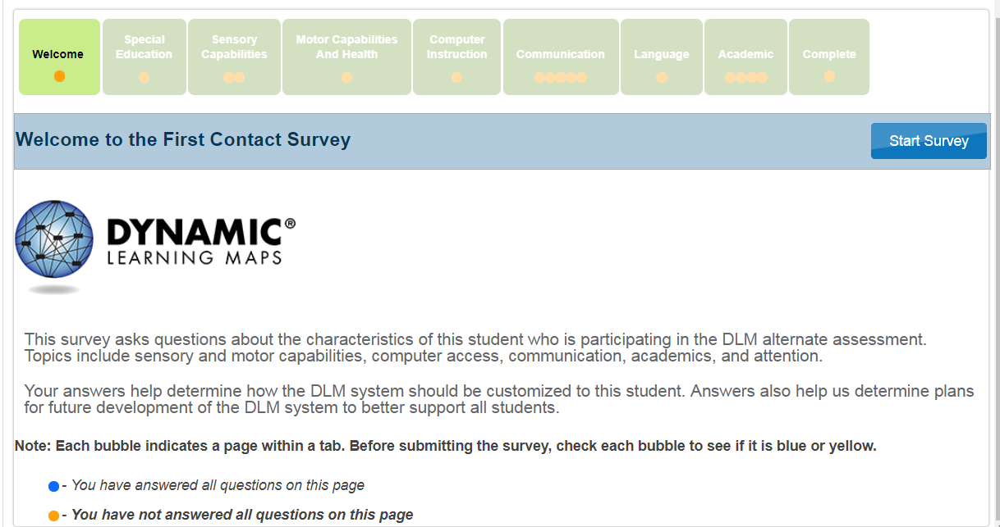 Welcome
Special
Education
Sensory
Capabilities
Motor Capabilities
And Health
Computer
Instruction
Communication
Language
Academic
Complete
Welcome to the First Contact Survey
Start Survey
DYNAMIC®
LEARNING MAPS
This survey asks questions about the characteristics of this student who is participating in the DLM alternate assessment.
Topics include sensory and motor capabilities, computer access, communication, academics, and attention.
Your answers help determine how the DLM system should be customized to this student. Answers also help us determine plans
for future development of the DLM system to better support all students.
Note: Each bubble indicates a page within a tab. Before submitting the survey, check each bubble to see if it is blue or yellow.
- You have answered all questions on this page
- You have not answered all questions on this page